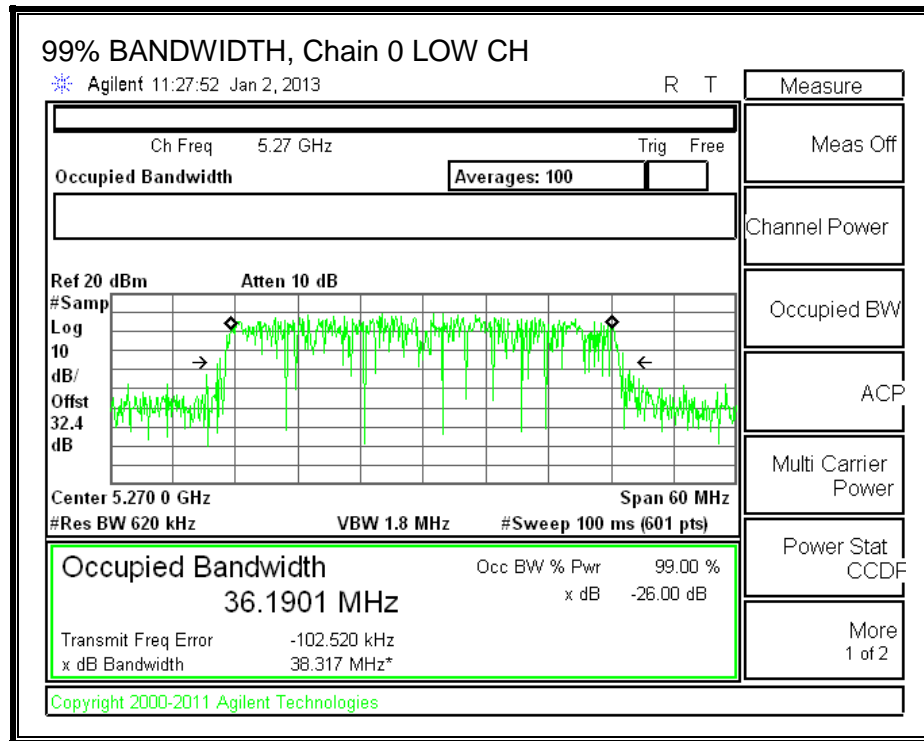 99% BANDWIDTH, Chain 0 LOW CH
Agilent 11:27:52 Jan 2, 2013 R T
Measure
Ch Freq 5.27 GHz Trig Free
Meas Off
Occupied Bandwidth Averages: 100
Channel Power
Ref 20 dBm Atten 10 dB
#Samp
Log
10
dB/
Offst
32.4
dB
Occupied BW
ACP
Multi Carrier
Power
Center 5.270 0 GHz Span 60 MHz
#Res BW 620 kHz VBW 1.8 MHz #Sweep 100 ms (601 pts)
Occupied Bandwidth Occ BW % Pwr 99.00 %
36.1901 MHz x dB -26.00 dB
Transmit Freq Error -102.520 kHz
x dB Bandwidth 38.317 MHz*
Power Stat
CCDF
More
1 of 2
Copyright 2000-2011 Agilent Technologies